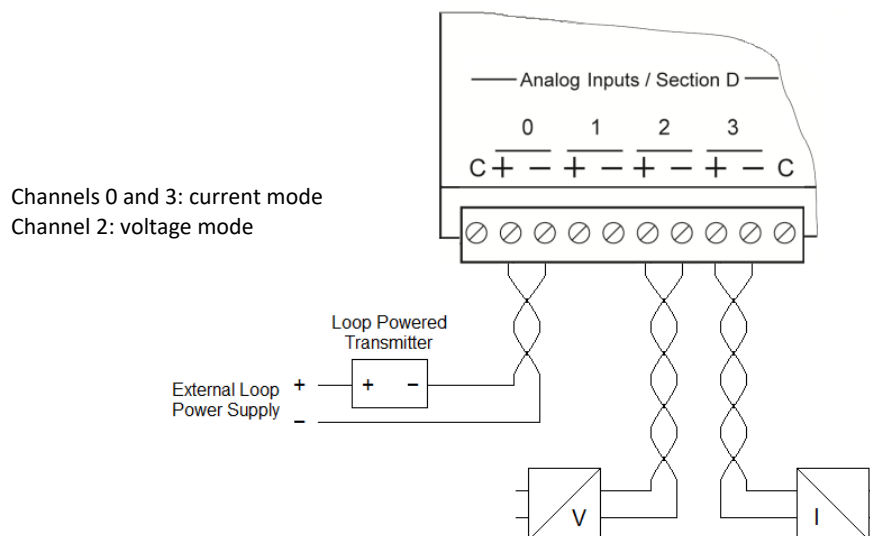 Analog Inputs / Section D
0 1 2 3
C + − + − + − + − C
Channels 0 and 3: current mode
Channel 2: voltage mode
Loop Powered
Transmitter
+ + −
External Loop
Power Supply
−
V I